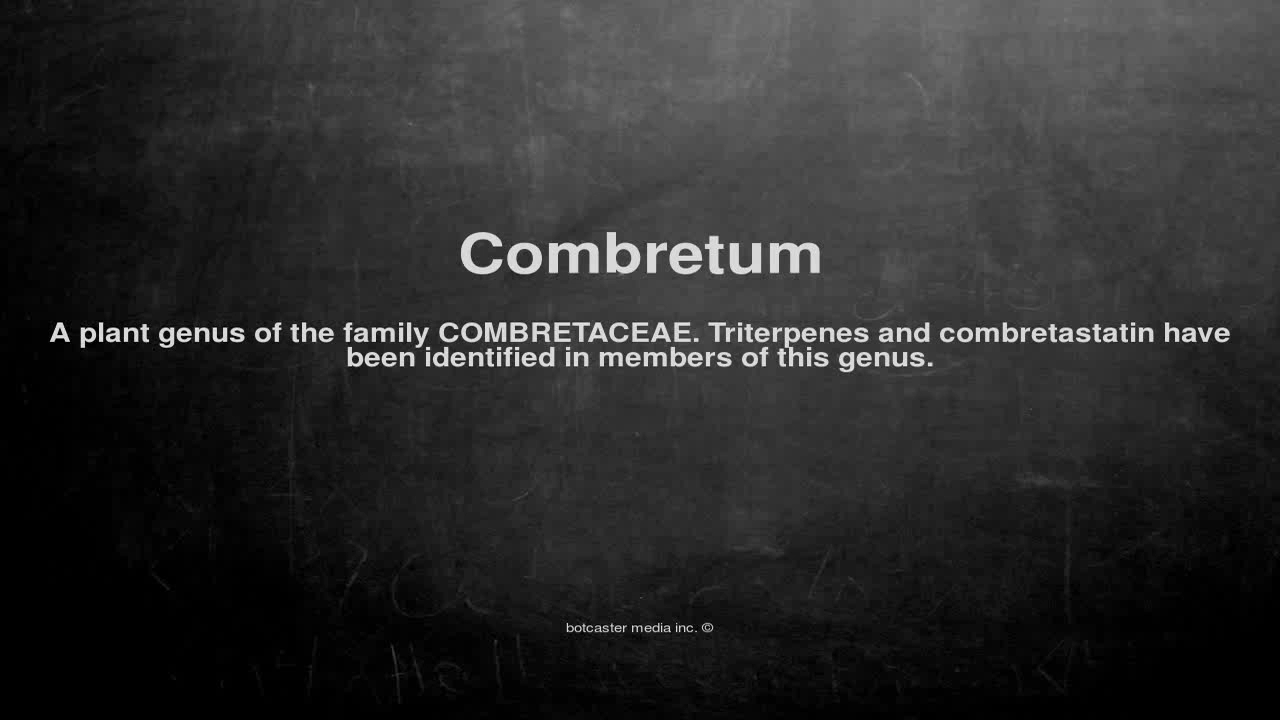 Combretum
A plant genus of the family COMBRETACEAE. Triterpenes and combretastatin have
been identified in members of this genus.
botcaster media inc. ©